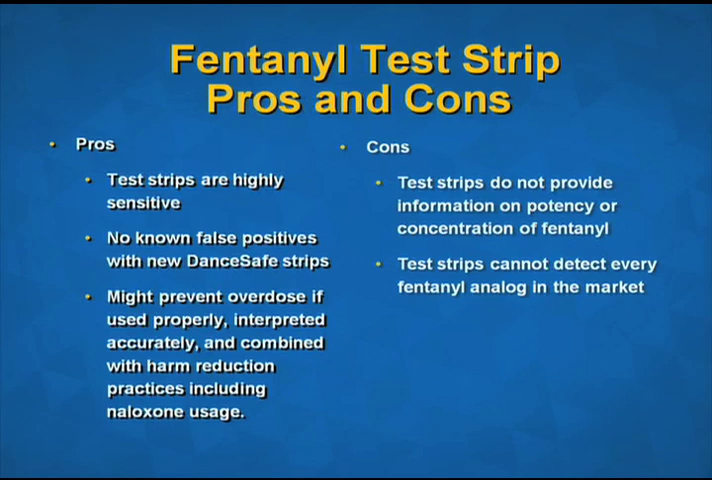 Fentanyl Test Strip
Pros and Cons
• Pros
• Test strips are highly
sensitive
• No known false positives
with new DanceSafe strips
• Might prevent overdose if
used properly, interpreted
accurately, and combined
with harm reduction
practices including
naloxone usage.
• Cons
• Test strips do not provide
information on potency or
concentration of fentanyl
• Test strips cannot detect every
fentanyl analog in the market